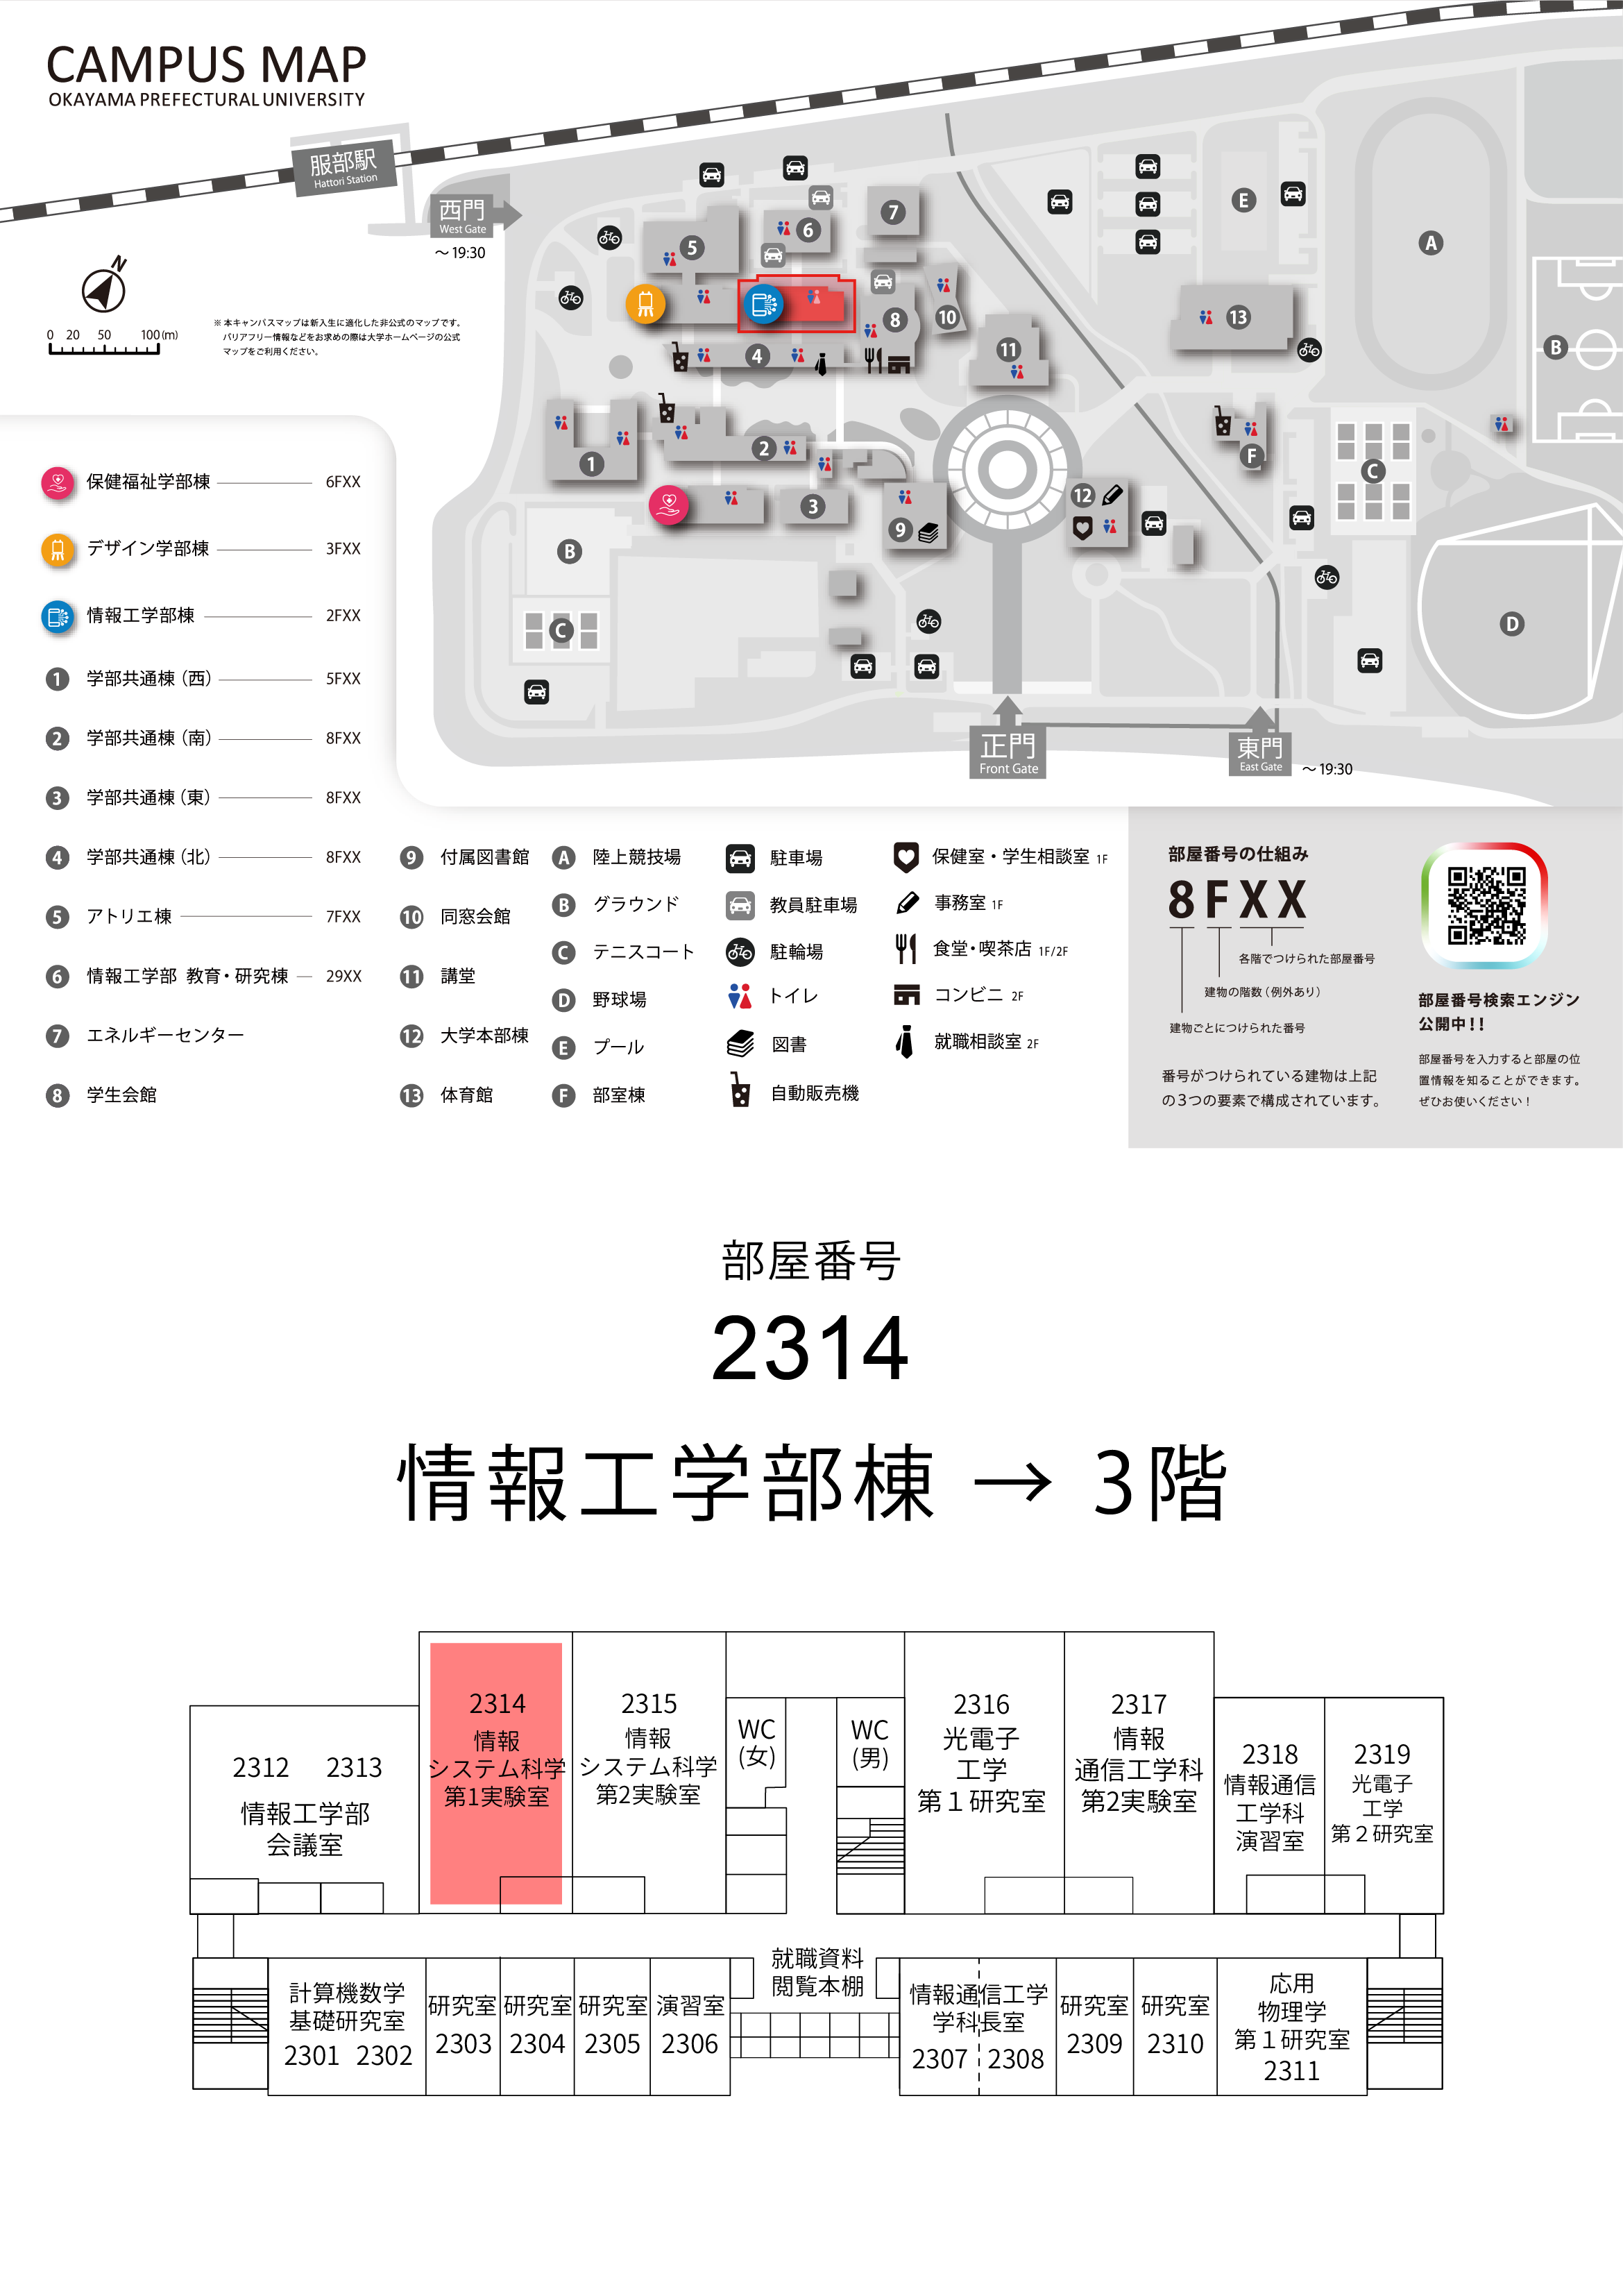 CAMPUS MAP
OKAYAMA PREFECTURAL UNIVERSITY
服部駅
Hattori Station
西門
West Gate
～19:30
N
0 20 50 100(m)
※ 本キャンパスマップは新入生に適化した非公式のマップです。
バリアフリー情報などをお求めの際は大学ホームページの公式
マップをご利用ください。
7
6
5
E
A
8
10
13
4
11
B
2
1
F
C
3
12
9
B
C
D
正門
Front Gate
東門
East Gate
～19:30
保健福祉学部棟 6FXX
デザイン学部棟 3FXX
情報工学部棟 2FXX
1 学部共通棟（西） 5FXX
2 学部共通棟（南） 8FXX
3 学部共通棟（東） 8FXX
4 学部共通棟（北） 8FXX
5 アトリエ棟 7FXX
6 情報工学部 教育・研究棟 29XX
7 エネルギーセンター
8 学生会館
9 付属図書館
10 同窓会館
11 講堂
12 大学本部棟
13 体育館
A 陸上競技場
B グラウンド
C テニスコート
D 野球場
E プール
F 部室棟
駐車場
教員駐車場
駐輪場
トイレ
図書
自動販売機
保健室・学生相談室 1F
事務室 1F
食堂・喫茶店 1F/2F
コンビニ 2F
就職相談室 2F
部屋番号の仕組み
8FXX
各階でつけられた部屋番号
建物の階数（例外あり）
建物ごとにつけられた番号
番号がつけられている建物は上記
の3つの要素で構成されています。
部屋番号検索エンジン
公開中!!
部屋番号を入力すると部屋の位
置情報を知ることができます。
ぜひお使いください！
部屋番号
2314
情報工学部棟 → 3階
2312 2313
情報工学部
会議室
2314
情報
システム科学
第1実験室
2315
情報
システム科学
第2実験室
WC
(女)
WC
(男)
2316
光電子
工学
第１研究室
2317
情報
通信工学科
第2実験室
2318
情報通信
工学科
演習室
2319
光電子
工学
第２研究室
計算機数学
基礎研究室
2301 2302
研究室
2303
研究室
2304
研究室
2305
演習室
2306
就職資料
閲覧本棚
情報通信工学
学科長室
2307 2308
研究室
2309
研究室
2310
応用
物理学
第１研究室
2311